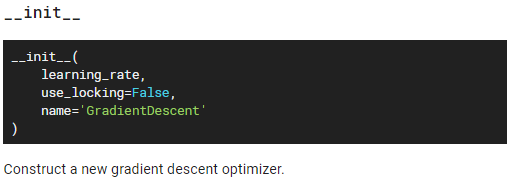 __init__
__init__(
    learning_rate,
    use_locking=False,
    name='GradientDescent'
)
Construct a new gradient descent optimizer.